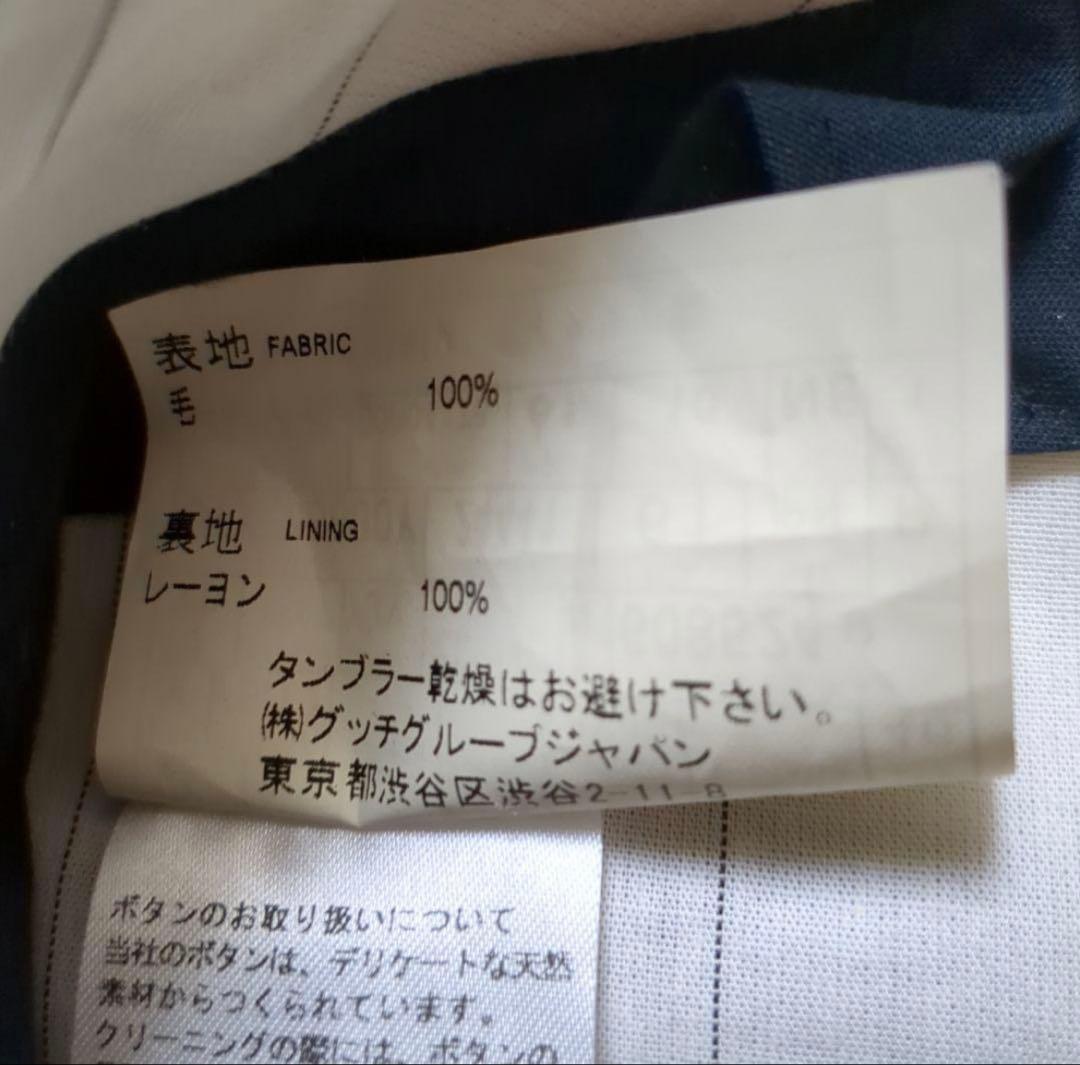 表地 FABRIC
毛 100%
裏地 LINING
レーヨン 100%
タンブラー乾燥はお避け下さい。
(株)グッチグループジャパン
東京都渋谷区渋谷2-11-8
ボタンのお取り扱いについて
当社のボタンは、デリケートな天然
素材からつくられています。
クリーニングの際には、ボタンの